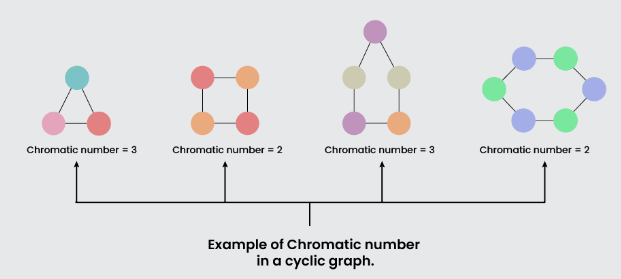 Chromatic number = 3
Chromatic number = 2
Chromatic number = 3
Chromatic number = 2
Example of Chromatic number
in a cyclic graph.